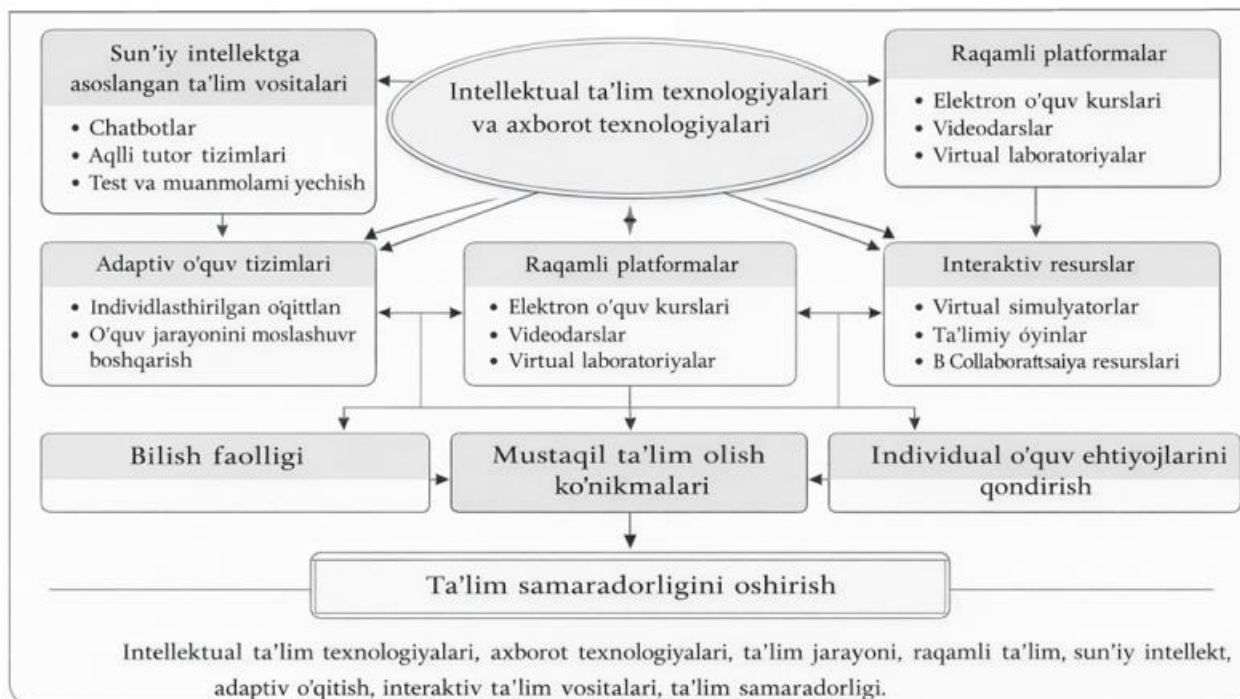 Sun'iy intellektga
asoslangan ta'lim vositalari
• Chatbotlar
• Aqlli tutor tizimlari
• Test va muanmolami yechish
Intellektual ta'lim texnologiyalari
va axborot texnologiyalari
Raqamli platformalar
• Elektron o'quv kurslari
• Videodarslar
• Virtual laboratoriyalar
Adaptiv o'quv tizimlari
• Individlasthirilgan o'qittlan
• O'quv jarayonini moslashuvr
boshqarish
Raqamli platformalar
• Elektron o'quv kurslari
• Videodarslar
• Virtual laboratoriyalar
Interaktiv resurslar
• Virtual simulyatorlar
• Ta'limiy óyinlar
• B Collaboraftsaiya resurslari
Bilish faolligi
Mustaqil ta'lim olish
ko'nikmalari
Individual o'quv ehtiyojlarini
qondirish
Ta'lim samaradorligini oshirish
Intellektual ta'lim texnologiyalari, axborot texnologiyalari, ta'lim jarayoni, raqamli ta'lim, sun'iy intellekt,
adaptiv o'qitish, interaktiv ta'lim vositalari, ta'lim samaradorligi.